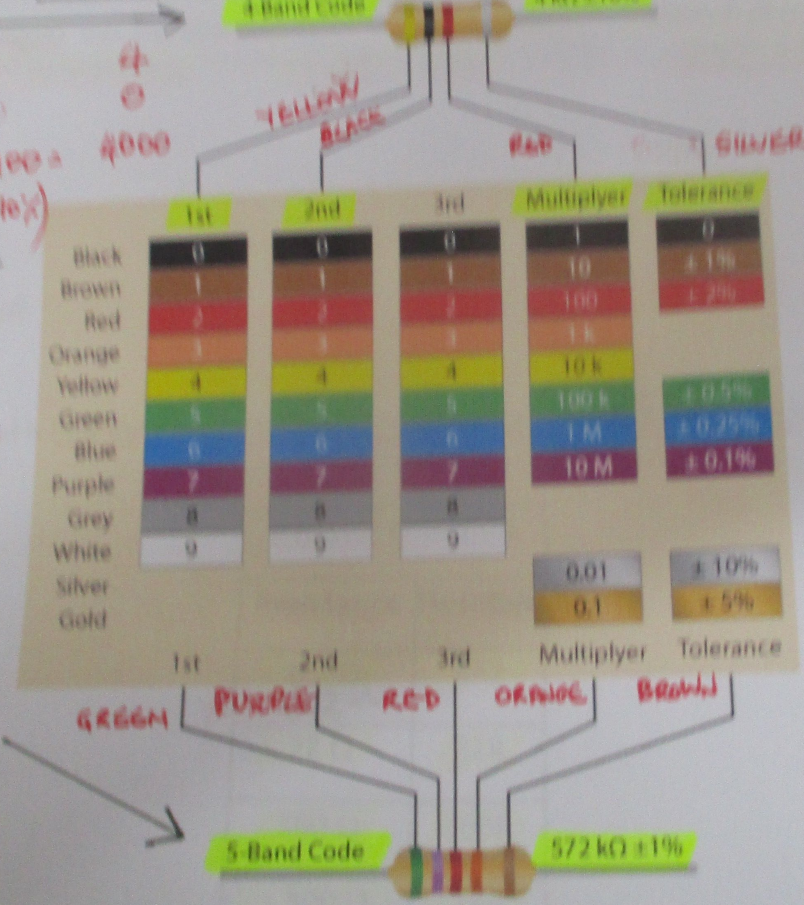 4-Band Code
4
0
YELLOW
BLACK
4000
RED
SILVER
1st 2nd 3rd Multiplyer Tolerance
Black 0 0 0 1 0
Brown 1 1 1 10 ± 1%
Red 2 2 2 100 ± 2%
Orange 3 3 3 1 k
Yellow 4 4 4 10 k
Green 5 5 5 100 k ± 0.5%
Blue 6 6 6 1 M ± 0.25%
Purple 7 7 7 10 M ± 0.1%
Grey 8 8 8
White 9 9 9
Silver 0.01 ± 10%
Gold 0.1 ± 5%
1st 2nd 3rd Multiplyer Tolerance
GREEN PURPLE RED ORANGE BROWN
5-Band Code 572 kΩ ±1%